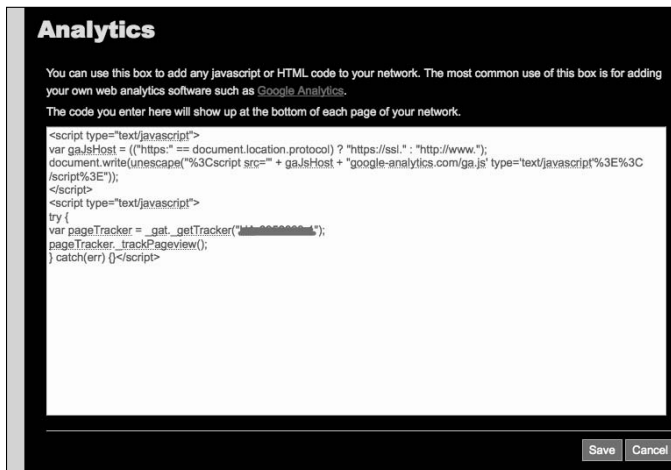 Analytics
You can use this box to add any javascript or HTML code to your network. The most common use of this box is for adding
your own web analytics software such as Google Analytics.
The code you enter here will show up at the bottom of each page of your network.
<script type="text/javascript">
var gaJsHost = (("https:" == document.location.protocol) ? "https://ssl." : "http://www.");
document.write(unescape("%3Cscript src='" + gaJsHost + "google-analytics.com/ga.js' type='text/javascript'%3E%3C
/script%3E"));
</script>
<script type="text/javascript">
try {
var pageTracker = _gat._getTracker("");
pageTracker._trackPageview();
} catch(err) {}</script>
Save Cancel